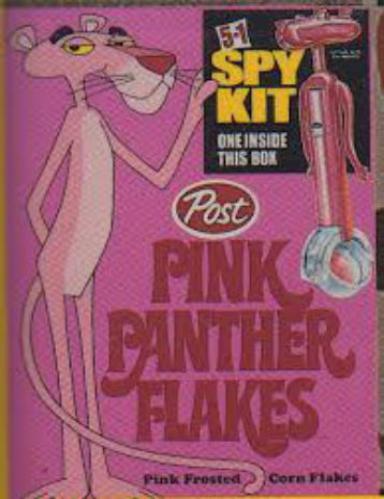 5-1
SPY
KIT
ONE INSIDE
THIS BOX
Post
PINK
PANTHER
FLAKES
Pink Frosted Corn Flakes